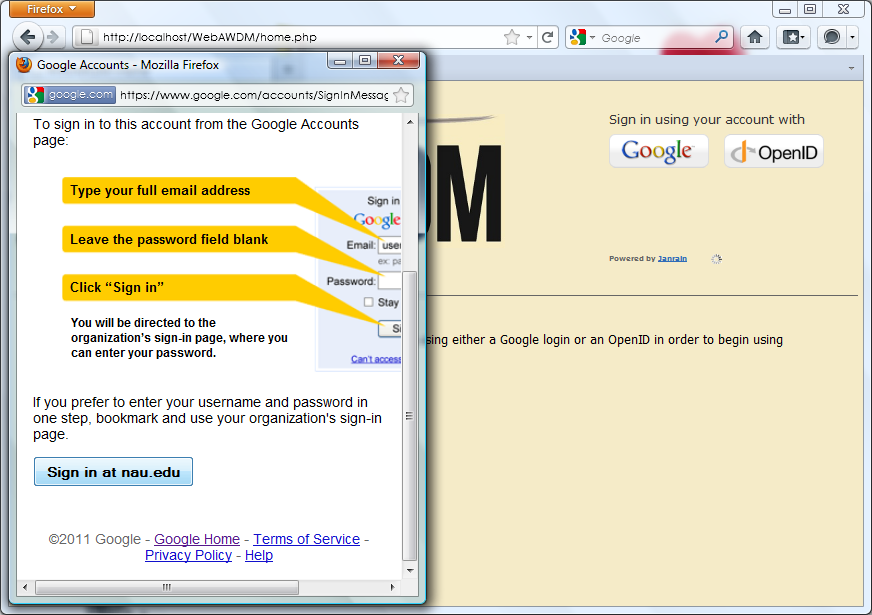 Firefox
http://localhost/WebAWDM/home.php
Google
Google Accounts - Mozilla Firefox
google.com https://www.google.com/accounts/SignInMessag
To sign in to this account from the Google Accounts
page:
Type your full email address
Leave the password field blank
Click “Sign in”
You will be directed to the
organization’s sign-in page, where you
can enter your password.
Sign in
Google
Email: user
ex: pa
Password:
Stay
Si
Can't access
If you prefer to enter your username and password in
one step, bookmark and use your organization's sign-in
page.
Sign in at nau.edu
©2011 Google - Google Home - Terms of Service -
Privacy Policy - Help
DM
Sign in using your account with
Google OpenID
Powered by Janrain
sing either a Google login or an OpenID in order to begin using